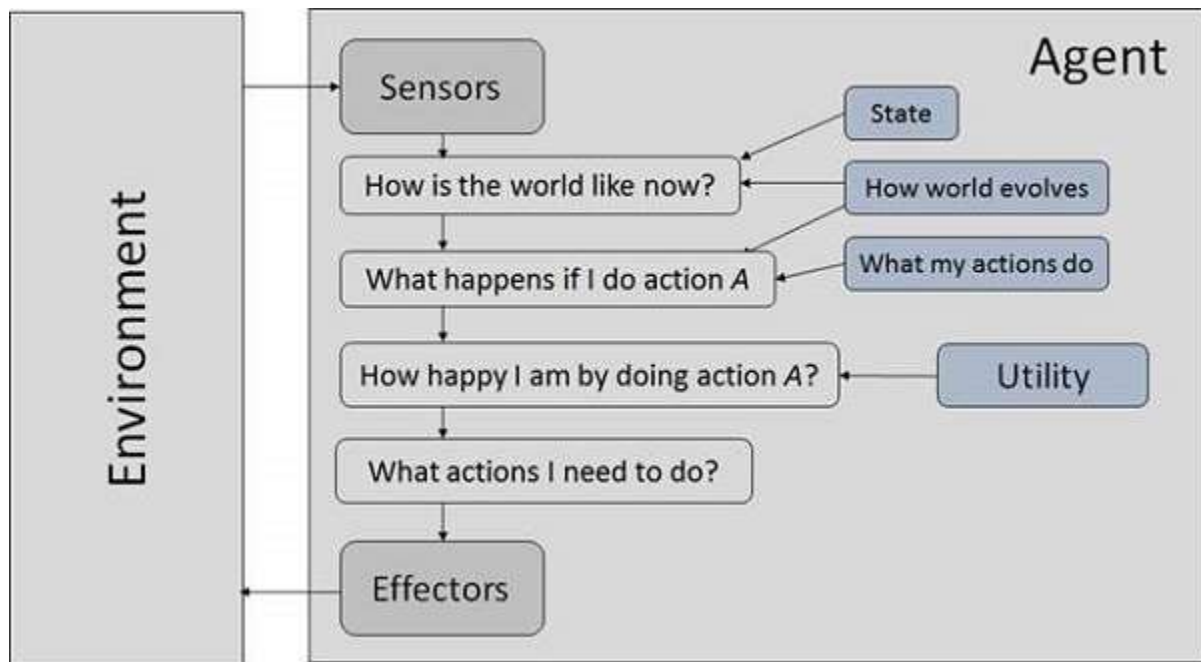 Agent
Environment
Sensors
State
How is the world like now?
How world evolves
What happens if I do action A
What my actions do
How happy I am by doing action A?
Utility
What actions I need to do?
Effectors